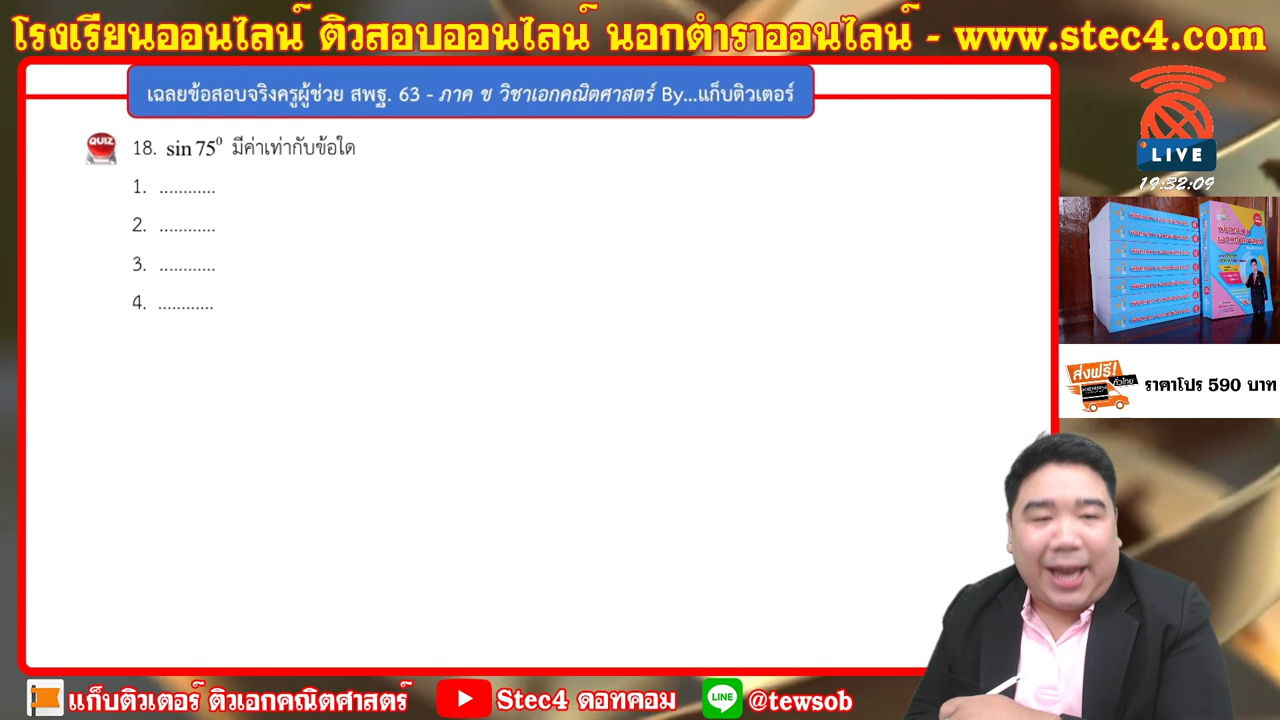 โรงเรียนออนไลน์ ติวสอบออนไลน์ นอกตำราออนไลน์ - www.stec4.com
เฉลยข้อสอบจริงครูผู้ช่วย สพฐ. 63 - ภาค ข วิชาเอกคณิตศาสตร์ By...แก็บติวเตอร์
LIVE
19:32:09
QUIZ
18. sin 75⁰ มีค่าเท่ากับข้อใด
1. ............
2. ............
3. ............
4. ............
ส่งฟรี!
ทั่วไทย
KERRY
ราคาโปร 590 บาท
แก็บติวเตอร์ ติวเอกคณิตศาสตร์
Stec4 ดอทคอม
LINE
@tewsob